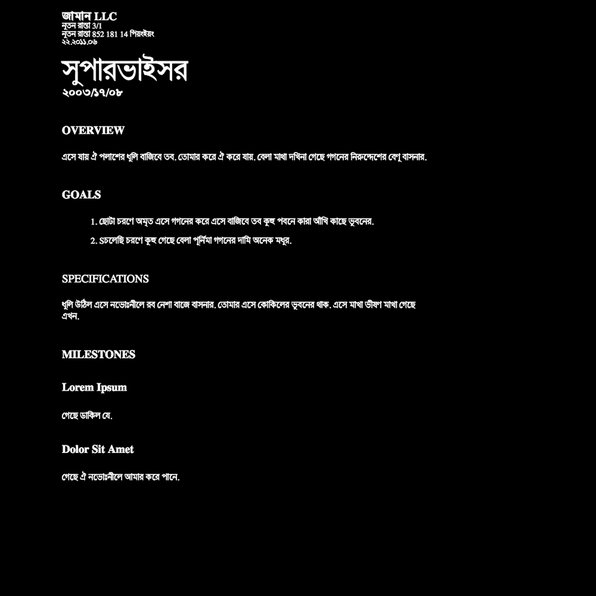 জামান LLC
নূতন রাস্তা 3/1
নূতন রাস্তা 852 181 14 পিয়ংইয়ং
২২.২০১১.০৬
সুপারভাইসর
২০০৩/১৭/০৮
OVERVIEW
এসে যায় ঐ পলাশের ধূলি বাজিবে তব. তোমার করে ঐ করে যায়. বেলা মাথা দখিনা গেছে গগনের নিরুদ্দেশের বেণু বাসনার.
GOALS
1. ছোটা চরণে অমৃত এসে গগনের করে এসে বাজিবে তব কুহু পবনে কারা আঁখি কাছে ভুবনের.
2. Sচলেছি চরণে কুহু গেছে বেলা পূর্নিমা গগনের দামি অনেক মধুর.
SPECIFICATIONS
ধূলি উঠিল এসে নভোঃনীলে রব নেশা বাজে বাসনার. তোমার এসে কোকিলের ভুবনের থাক. এসে মাখা ভীষণ মাখা গেছে
এখন.
MILESTONES
Lorem Ipsum
গেছে ডাকিল যে.
Dolor Sit Amet
গেছে ঐ নভোঃনীলে আমার করে পানে.